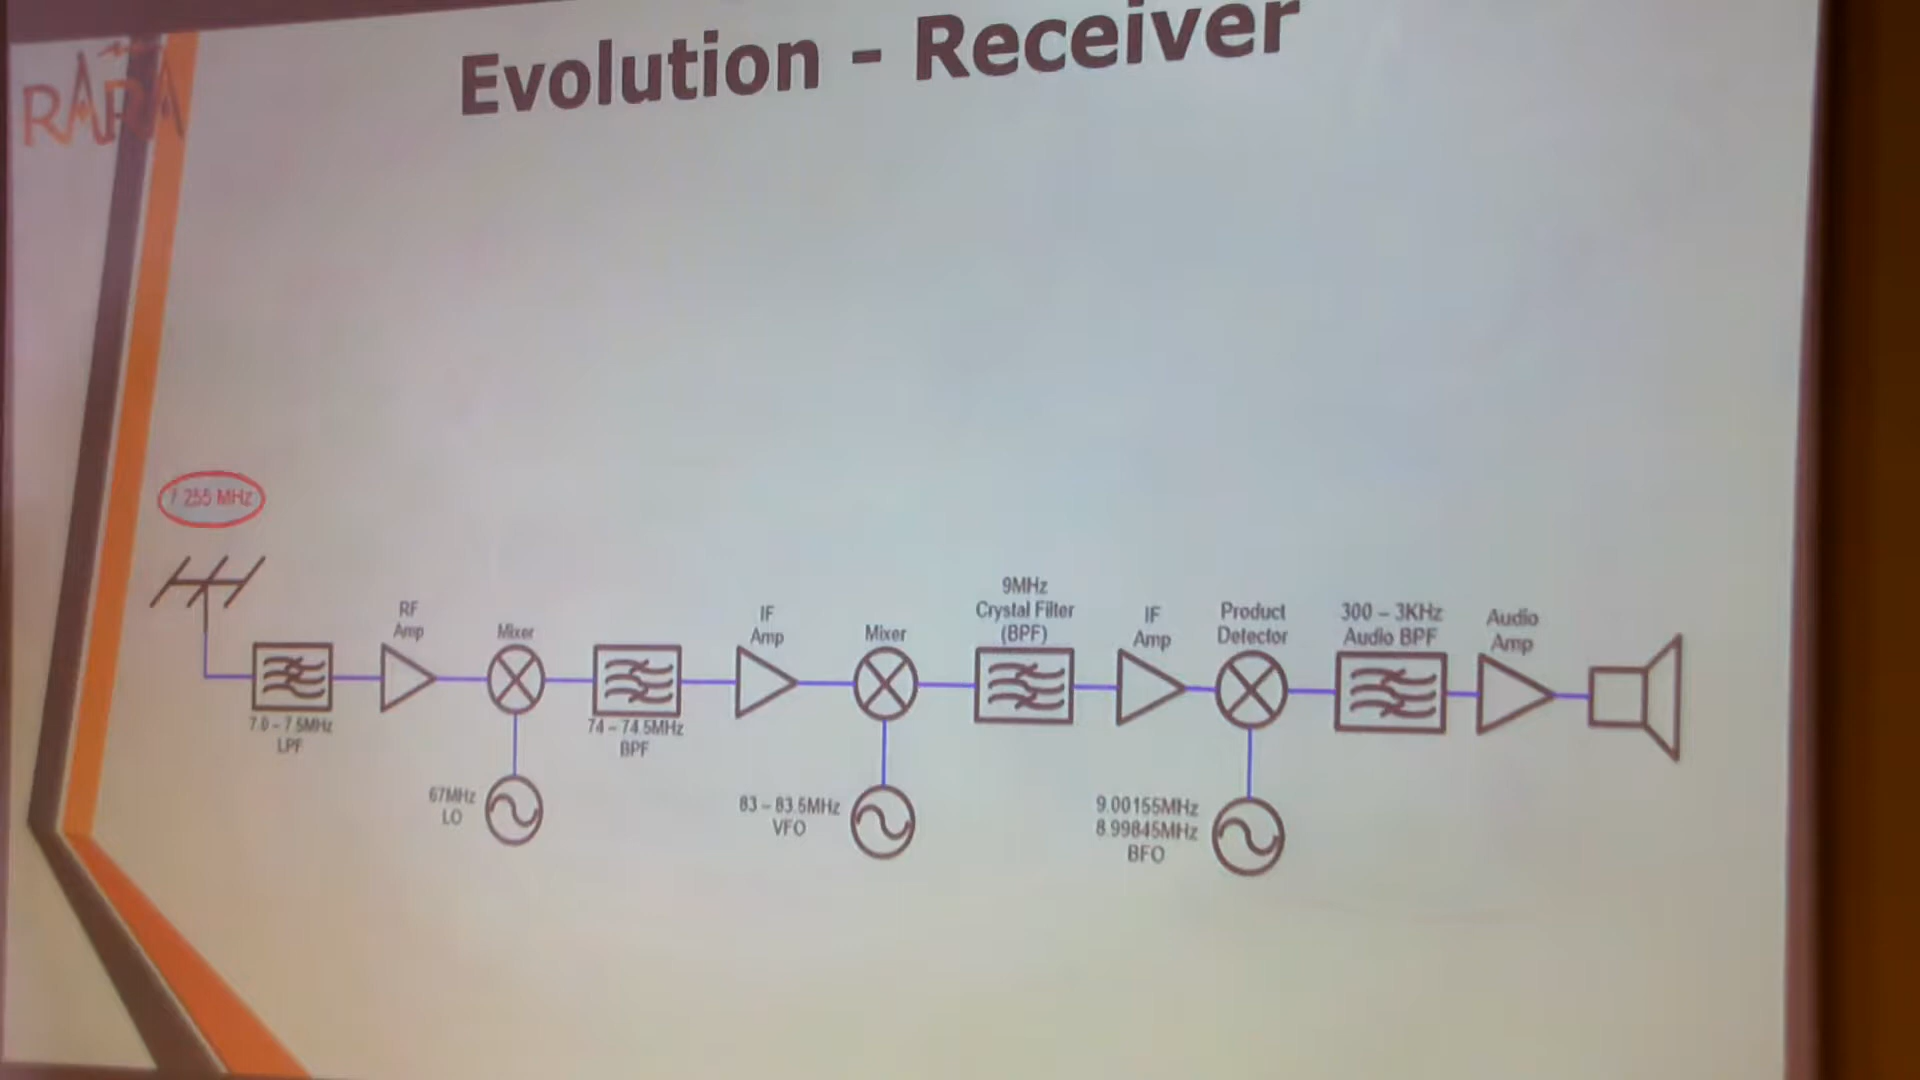 Evolution - Receiver
RARA
7.255 MHz
RF
Amp
Mixer
IF
Amp
Mixer
9MHz
Crystal Filter
(BPF)
IF
Amp
Product
Detector
300 – 3KHz
Audio BPF
Audio
Amp
7.0 – 7.5MHz
LPF
74 – 74.5MHz
BPF
67MHz
LO
83 – 83.5MHz
VFO
9.00155MHz
8.99845MHz
BFO